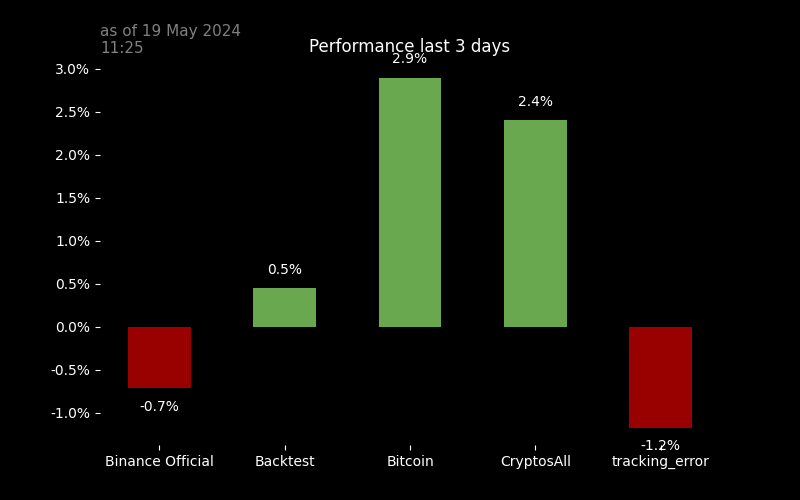 as of 19 May 2024
11:25
Performance last 3 days
3.0%
2.5%
2.0%
1.5%
1.0%
0.5%
0.0%
-0.5%
-1.0%
-0.7%
0.5%
2.9%
2.4%
-1.2%
Binance Official
Backtest
Bitcoin
CryptosAll
tracking_error